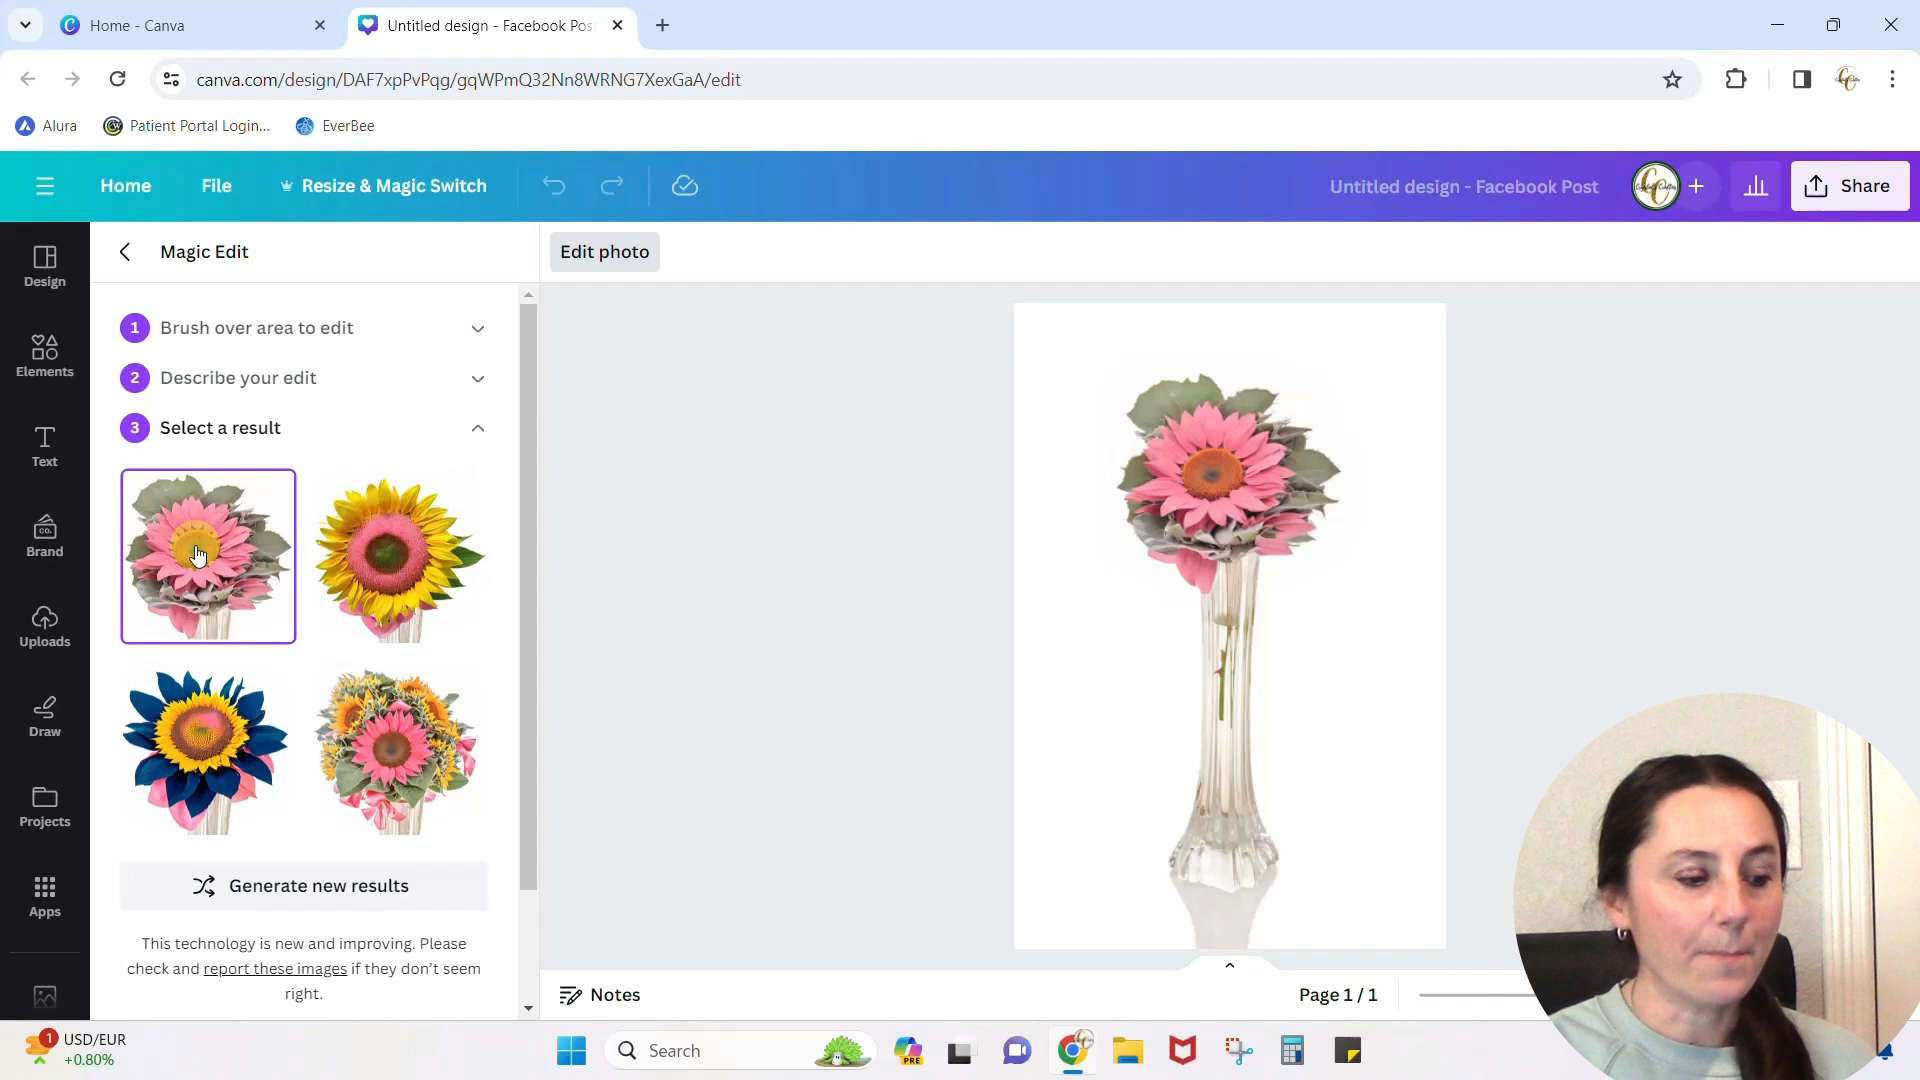 Home - Canva
Untitled design - Facebook Pos
canva.com/design/DAF7xpPvPqg/gqWPmQ32Nn8WRNG7XexGaA/edit
Alura
Patient Portal Login...
EverBee
Home
File
Resize & Magic Switch
Untitled design - Facebook Post
Share
Design
Elements
Text
CO.
Brand
Uploads
Draw
Projects
Apps
Magic Edit
Edit photo
1 Brush over area to edit
2 Describe your edit
3 Select a result
Generate new results
This technology is new and improving. Please
check and report these images if they don't seem
right.
Notes
Page 1 / 1
1
USD/EUR
+0.80%
Search
PRE